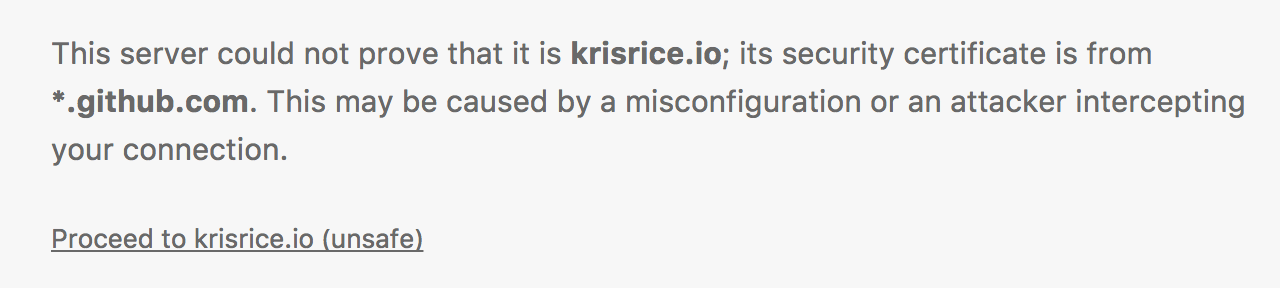 This server could not prove that it is krisrice.io; its security certificate is from
*.github.com. This may be caused by a misconfiguration or an attacker intercepting
your connection.
Proceed to krisrice.io (unsafe)